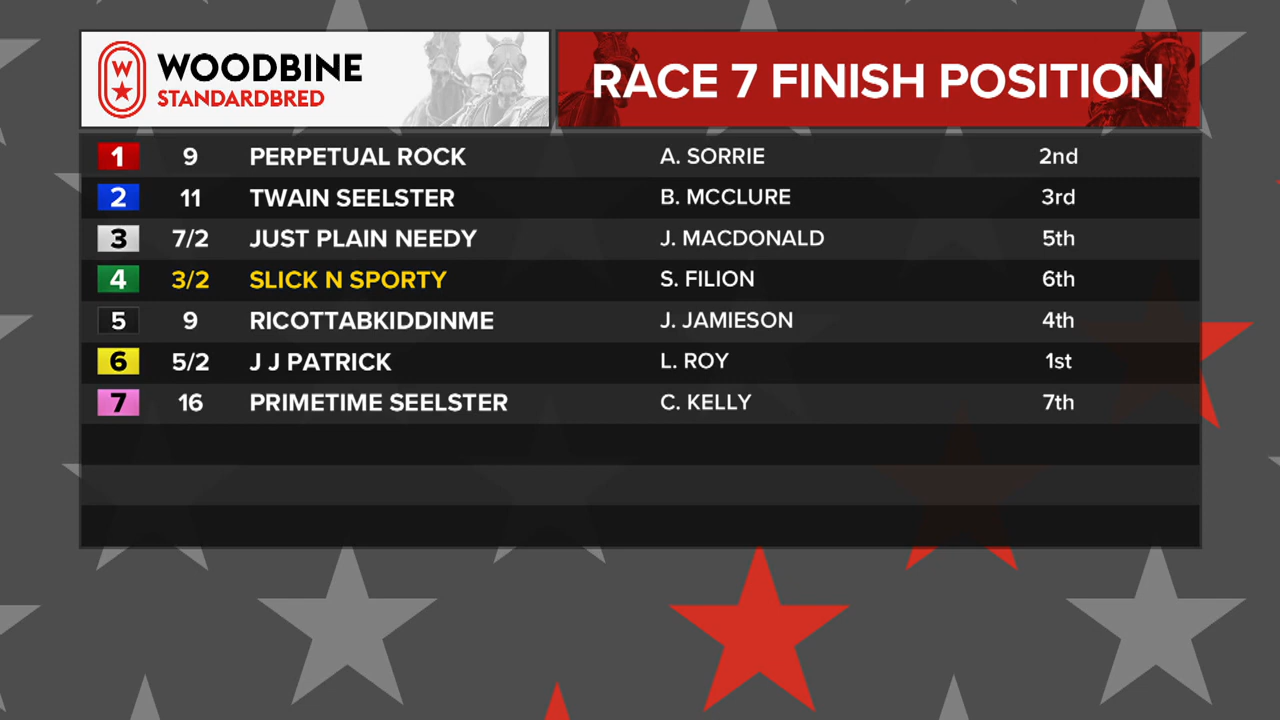 W
WOODBINE
STANDARDBRED
RACE 7 FINISH POSITION
1 9 PERPETUAL ROCK A. SORRIE 2nd
2 11 TWAIN SEELSTER B. MCCLURE 3rd
3 7/2 JUST PLAIN NEEDY J. MACDONALD 5th
4 3/2 SLICK N SPORTY S. FILION 6th
5 9 RICOTTABKIDDINME J. JAMIESON 4th
6 5/2 J J PATRICK L. ROY 1st
7 16 PRIMETIME SEELSTER C. KELLY 7th